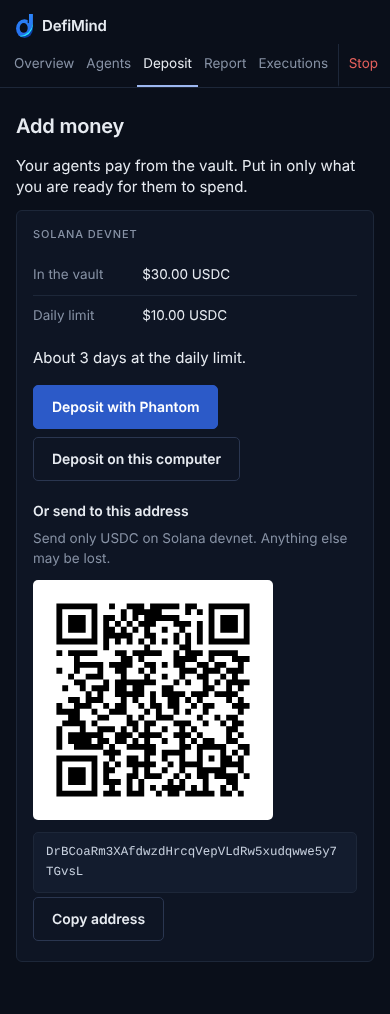 DefiMind
Overview Agents Deposit Report Executions Stop
Add money
Your agents pay from the vault. Put in only what
you are ready for them to spend.
SOLANA DEVNET
In the vault $30.00 USDC
Daily limit $10.00 USDC
About 3 days at the daily limit.
Deposit with Phantom
Deposit on this computer
Or send to this address
Send only USDC on Solana devnet. Anything else
may be lost.
DrBCoaRm3XAfdwzdHrcqVepVLdRw5xudqwwe5y7
TGvsL
Copy address